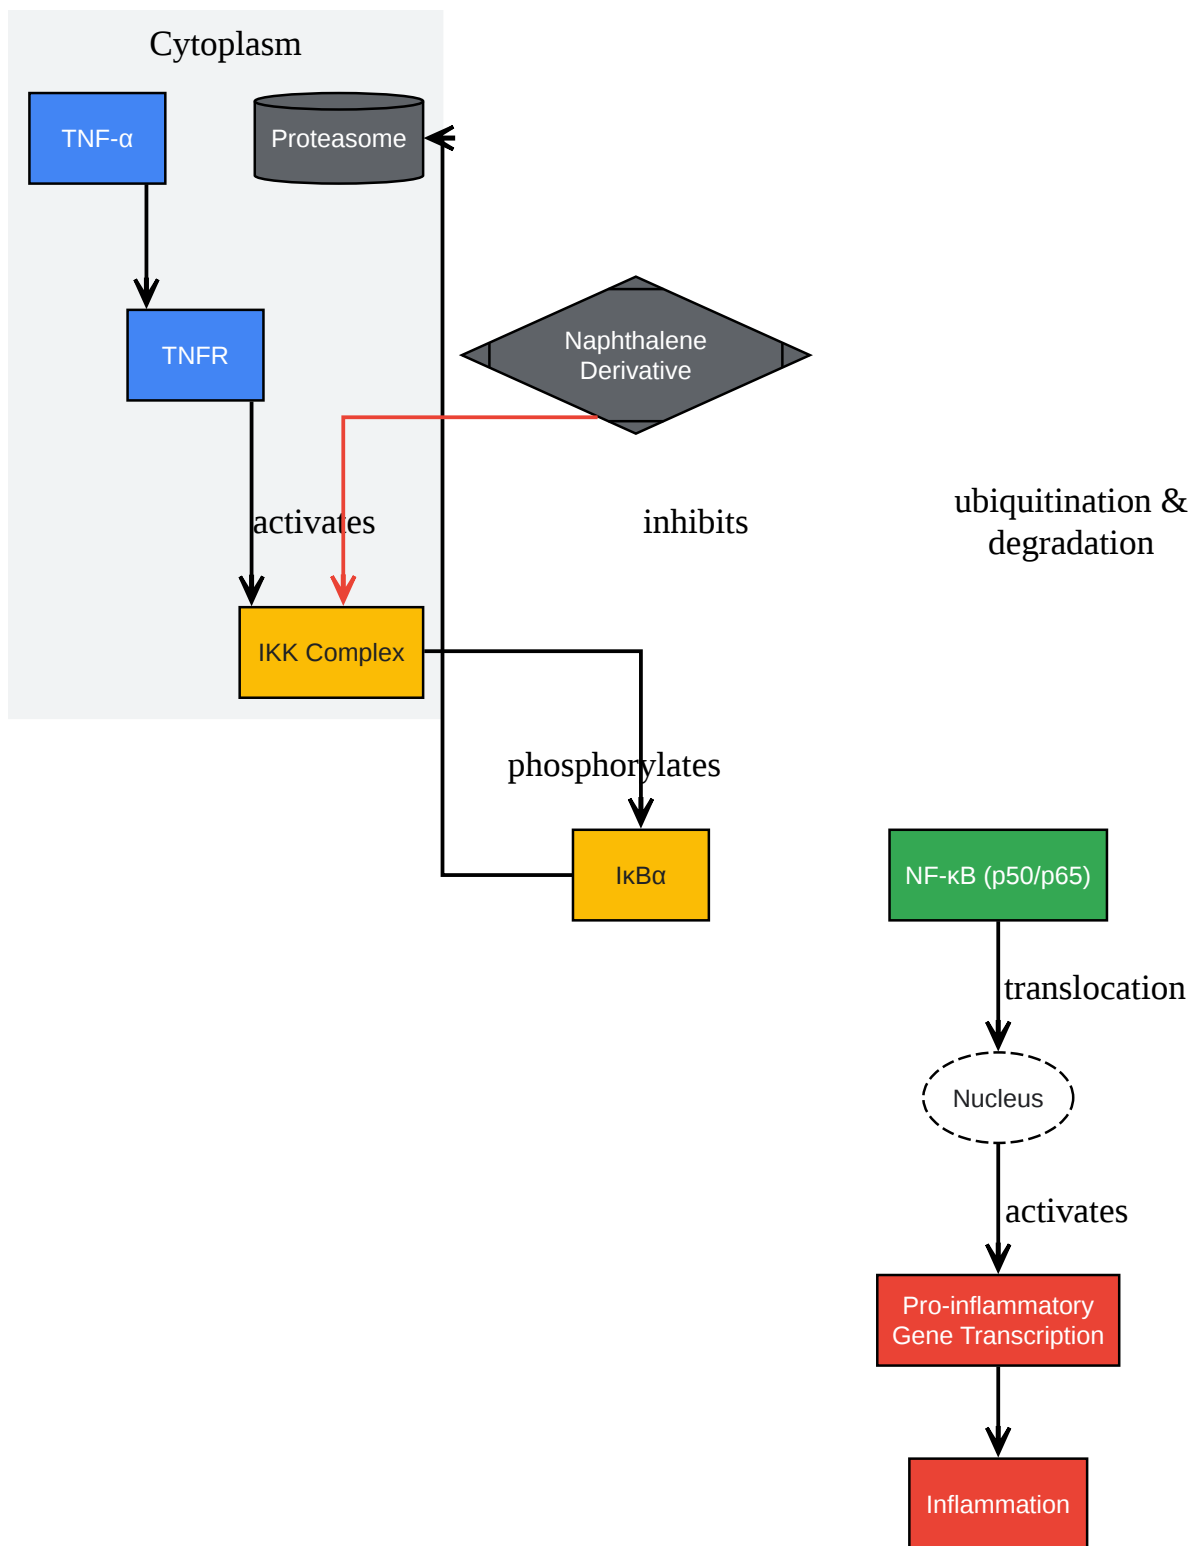 Cytoplasm
TNF-α
Proteasome
TNFR
Naphthalene
Derivative
activates
inhibits
ubiquitination &
degradation
IKK Complex
phosphorylates
IκBα
NF-κB (p50/p65)
translocation
Nucleus
activates
Pro-inflammatory
Gene Transcription
Inflammation